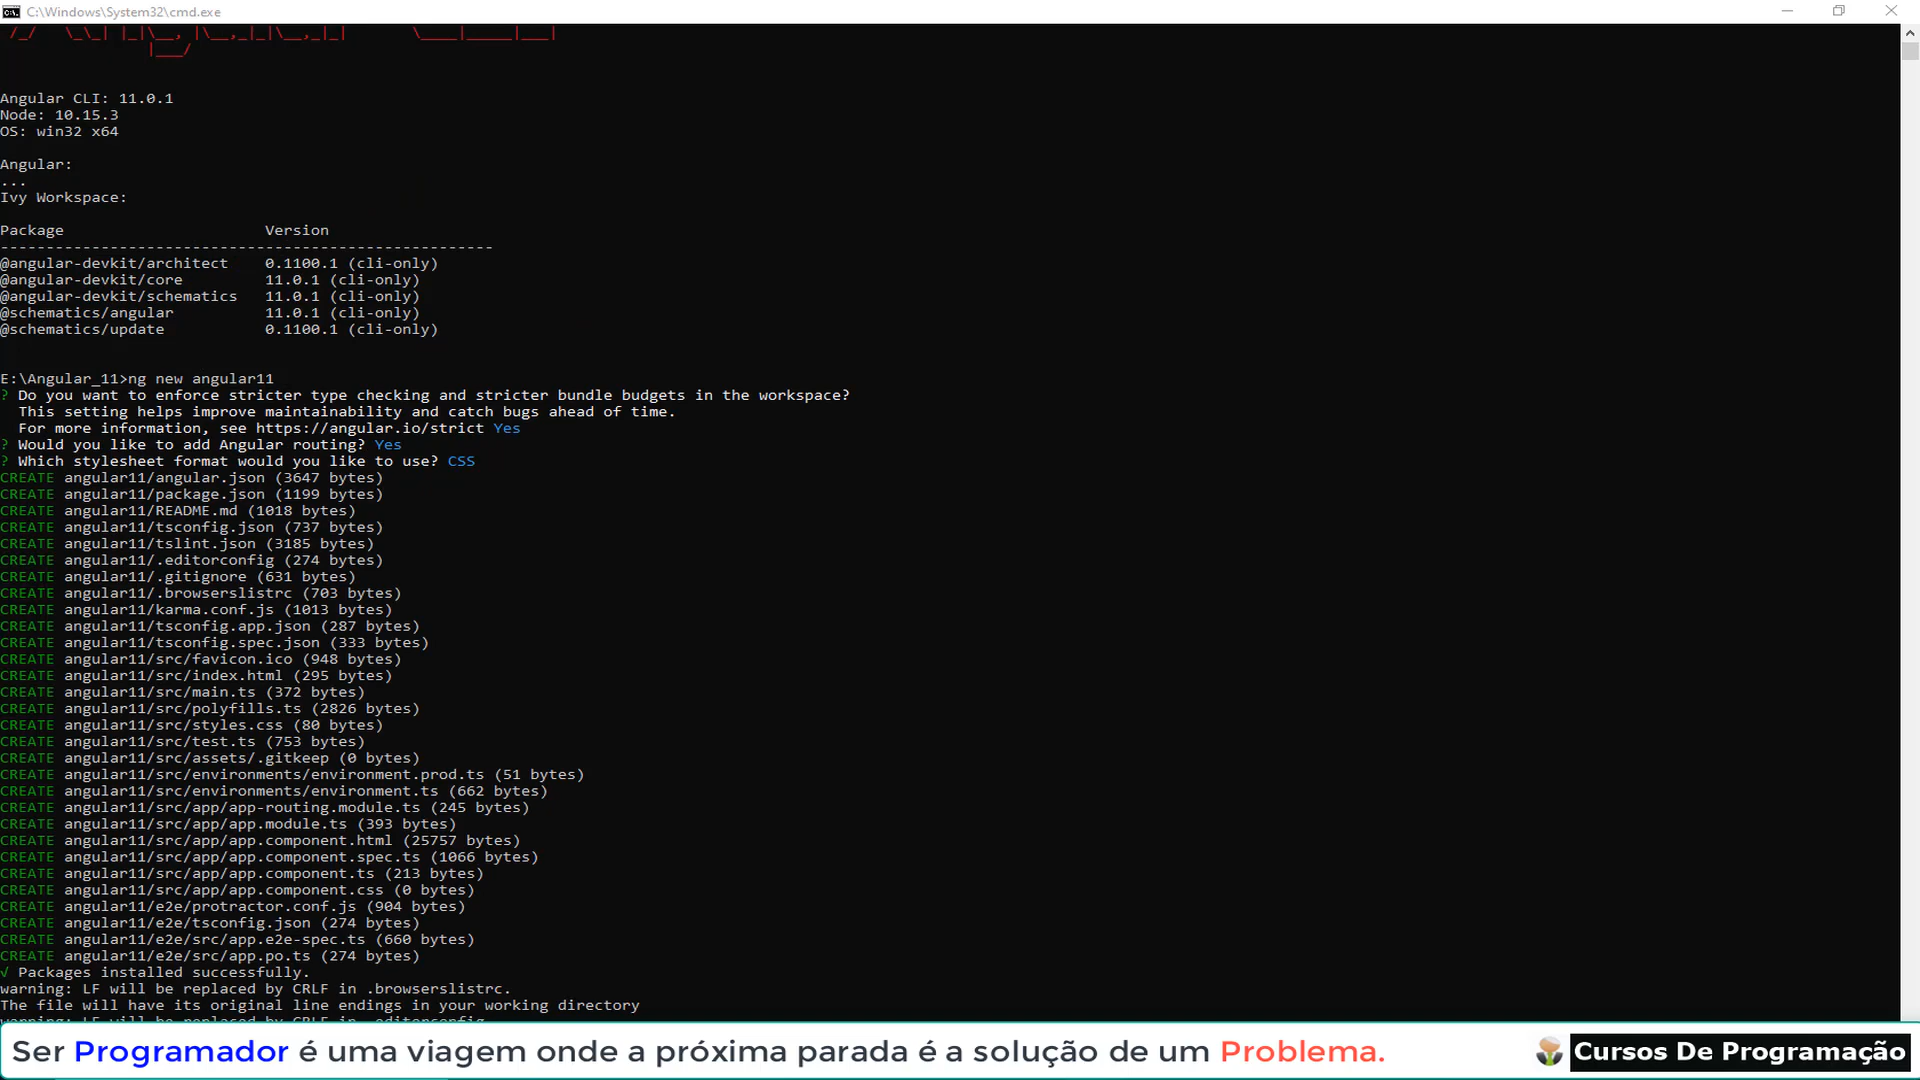 C:\Windows\System32\cmd.exe
Angular CLI: 11.0.1
Node: 10.15.3
OS: win32 x64
Angular:
...
Ivy Workspace:
Package                      Version
------------------------------------------------------
@angular-devkit/architect    0.1100.1 (cli-only)
@angular-devkit/core         11.0.1 (cli-only)
@angular-devkit/schematics   11.0.1 (cli-only)
@schematics/angular          11.0.1 (cli-only)
@schematics/update           0.1100.1 (cli-only)
E:\Angular_11>ng new angular11
? Do you want to enforce stricter type checking and stricter bundle budgets in the workspace?
  This setting helps improve maintainability and catch bugs ahead of time.
  For more information, see https://angular.io/strict Yes
? Would you like to add Angular routing? Yes
? Which stylesheet format would you like to use? CSS
CREATE angular11/angular.json (3647 bytes)
CREATE angular11/package.json (1199 bytes)
CREATE angular11/README.md (1018 bytes)
CREATE angular11/tsconfig.json (737 bytes)
CREATE angular11/tslint.json (3185 bytes)
CREATE angular11/.editorconfig (274 bytes)
CREATE angular11/.gitignore (631 bytes)
CREATE angular11/.browserslistrc (703 bytes)
CREATE angular11/karma.conf.js (1013 bytes)
CREATE angular11/tsconfig.app.json (287 bytes)
CREATE angular11/tsconfig.spec.json (333 bytes)
CREATE angular11/src/favicon.ico (948 bytes)
CREATE angular11/src/index.html (295 bytes)
CREATE angular11/src/main.ts (372 bytes)
CREATE angular11/src/polyfills.ts (2826 bytes)
CREATE angular11/src/styles.css (80 bytes)
CREATE angular11/src/test.ts (753 bytes)
CREATE angular11/src/assets/.gitkeep (0 bytes)
CREATE angular11/src/environments/environment.prod.ts (51 bytes)
CREATE angular11/src/environments/environment.ts (662 bytes)
CREATE angular11/src/app/app-routing.module.ts (245 bytes)
CREATE angular11/src/app/app.module.ts (393 bytes)
CREATE angular11/src/app/app.component.html (25757 bytes)
CREATE angular11/src/app/app.component.spec.ts (1066 bytes)
CREATE angular11/src/app/app.component.ts (213 bytes)
CREATE angular11/src/app/app.component.css (0 bytes)
CREATE angular11/e2e/protractor.conf.js (904 bytes)
CREATE angular11/e2e/tsconfig.json (274 bytes)
CREATE angular11/e2e/src/app.e2e-spec.ts (660 bytes)
CREATE angular11/e2e/src/app.po.ts (274 bytes)
√ Packages installed successfully.
warning: LF will be replaced by CRLF in .browserslistrc.
The file will have its original line endings in your working directory
warning: LF will be replaced by CRLF in .editorconfig.
Ser Programador é uma viagem onde a próxima parada é a solução de um Problema.
Cursos De Programação